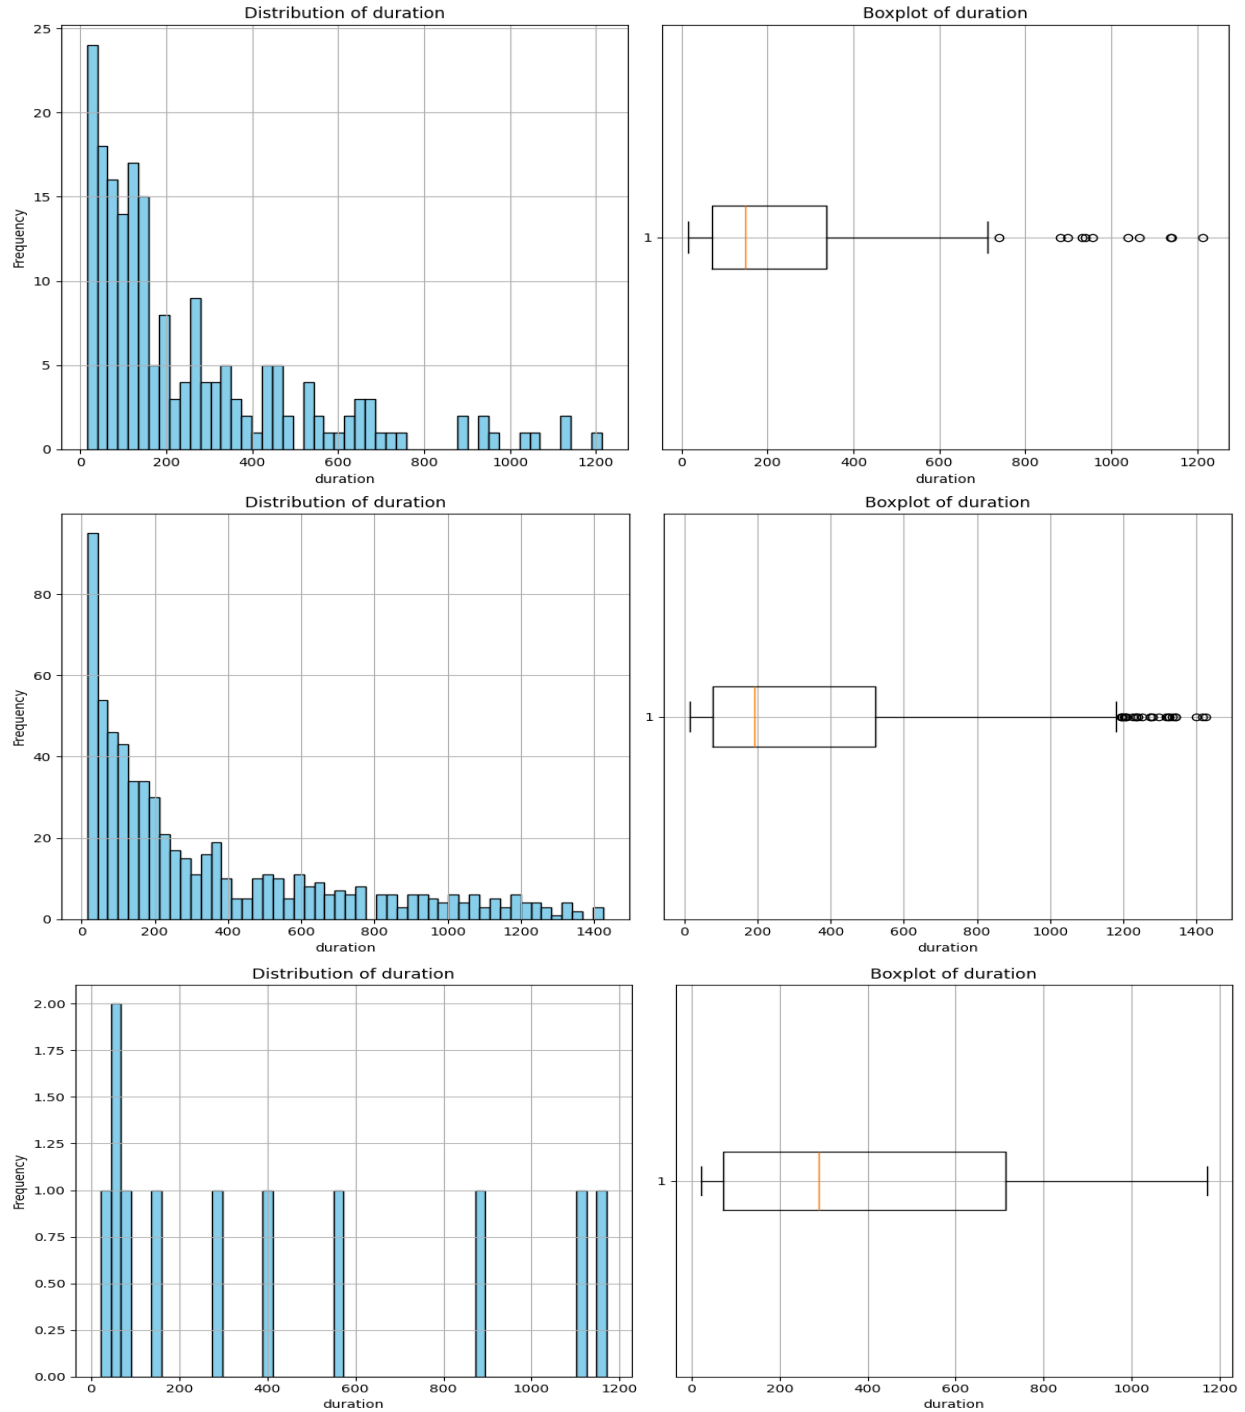 Distribution of duration
25
20
15
10
5
0
Frequency
0 200 400 600 800 1000 1200
duration
Boxplot of duration
1
0 200 400 600 800 1000 1200
duration
Distribution of duration
80
60
40
20
0
Frequency
0 200 400 600 800 1000 1200 1400
duration
Boxplot of duration
1
0 200 400 600 800 1000 1200 1400
duration
Distribution of duration
2.00
1.75
1.50
1.25
1.00
0.75
0.50
0.25
0.00
Frequency
0 200 400 600 800 1000 1200
duration
Boxplot of duration
1
0 200 400 600 800 1000 1200
duration